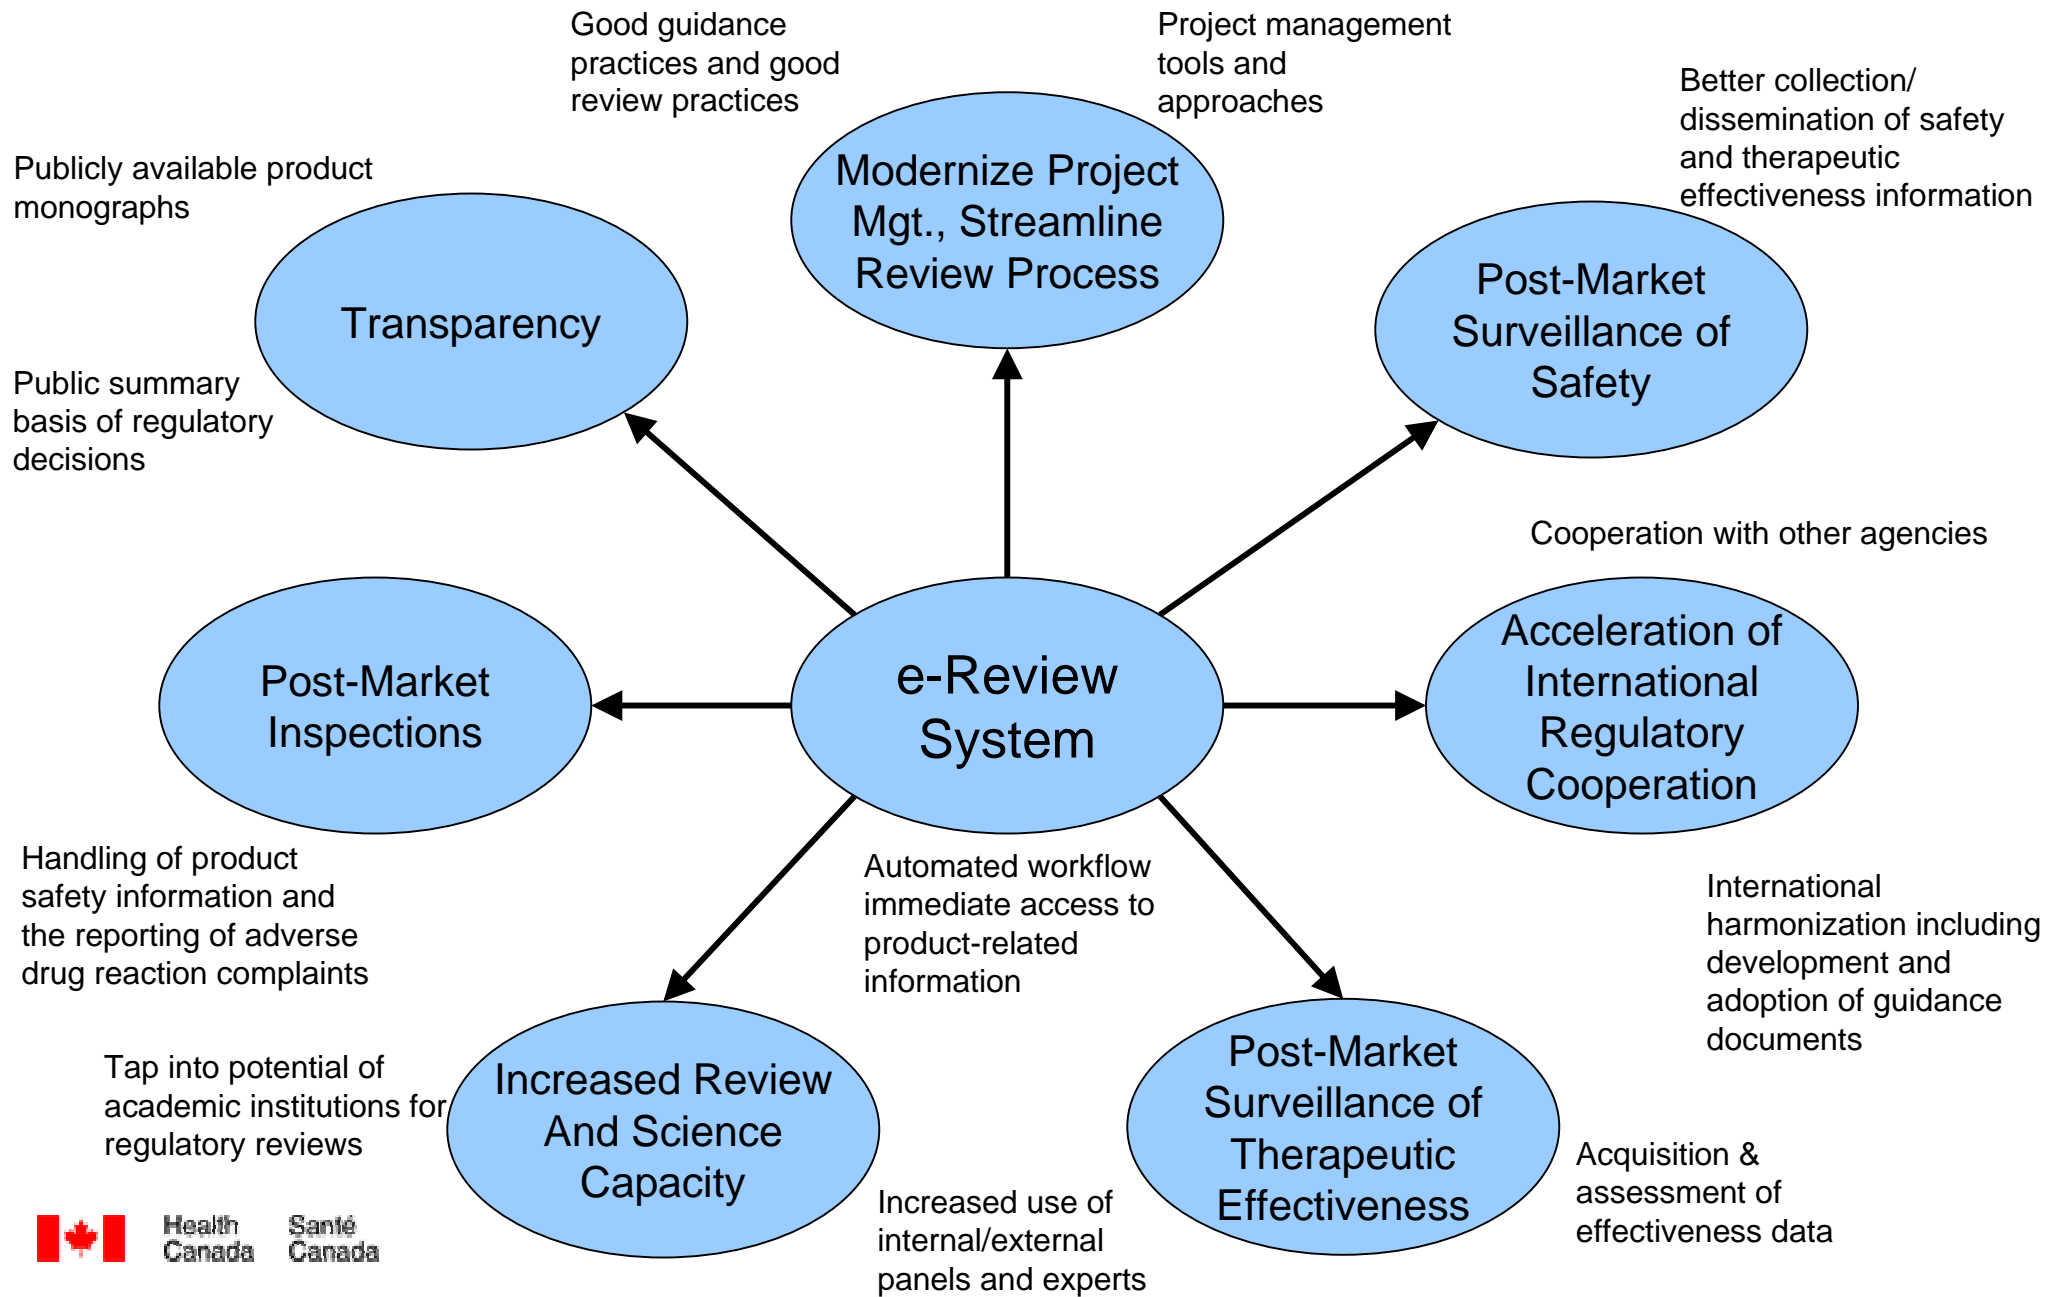 Good guidance
practices and good
review practices
Project management
tools and
approaches
Better collection/
dissemination of safety
and therapeutic
effectiveness information
Publicly available product
monographs
Modernize Project
Mgt., Streamline
Review Process
Transparency
Post-Market
Surveillance of
Safety
Public summary
basis of regulatory
decisions
Cooperation with other agencies
Post-Market
Inspections
e-Review
System
Acceleration of
International
Regulatory
Cooperation
Handling of product
safety information and
the reporting of adverse
drug reaction complaints
Automated workflow
immediate access to
product-related
information
International
harmonization including
development and
adoption of guidance
documents
Tap into potential of
academic institutions for
regulatory reviews
Increased Review
And Science
Capacity
Post-Market
Surveillance of
Therapeutic
Effectiveness
Acquisition &
assessment of
effectiveness data
Increased use of
internal/external
panels and experts
Health
Canada
Santé
Canada